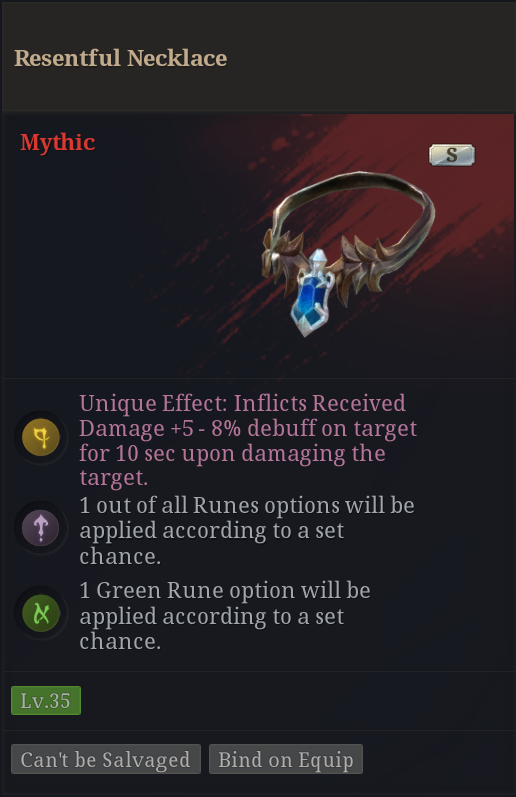 Resentful Necklace
Mythic
S
Unique Effect: Inflicts Received
Damage +5 - 8% debuff on target
for 10 sec upon damaging the
target.
1 out of all Runes options will be
applied according to a set
chance.
1 Green Rune option will be
applied according to a set
chance.
Lv.35
Can't be Salvaged
Bind on Equip